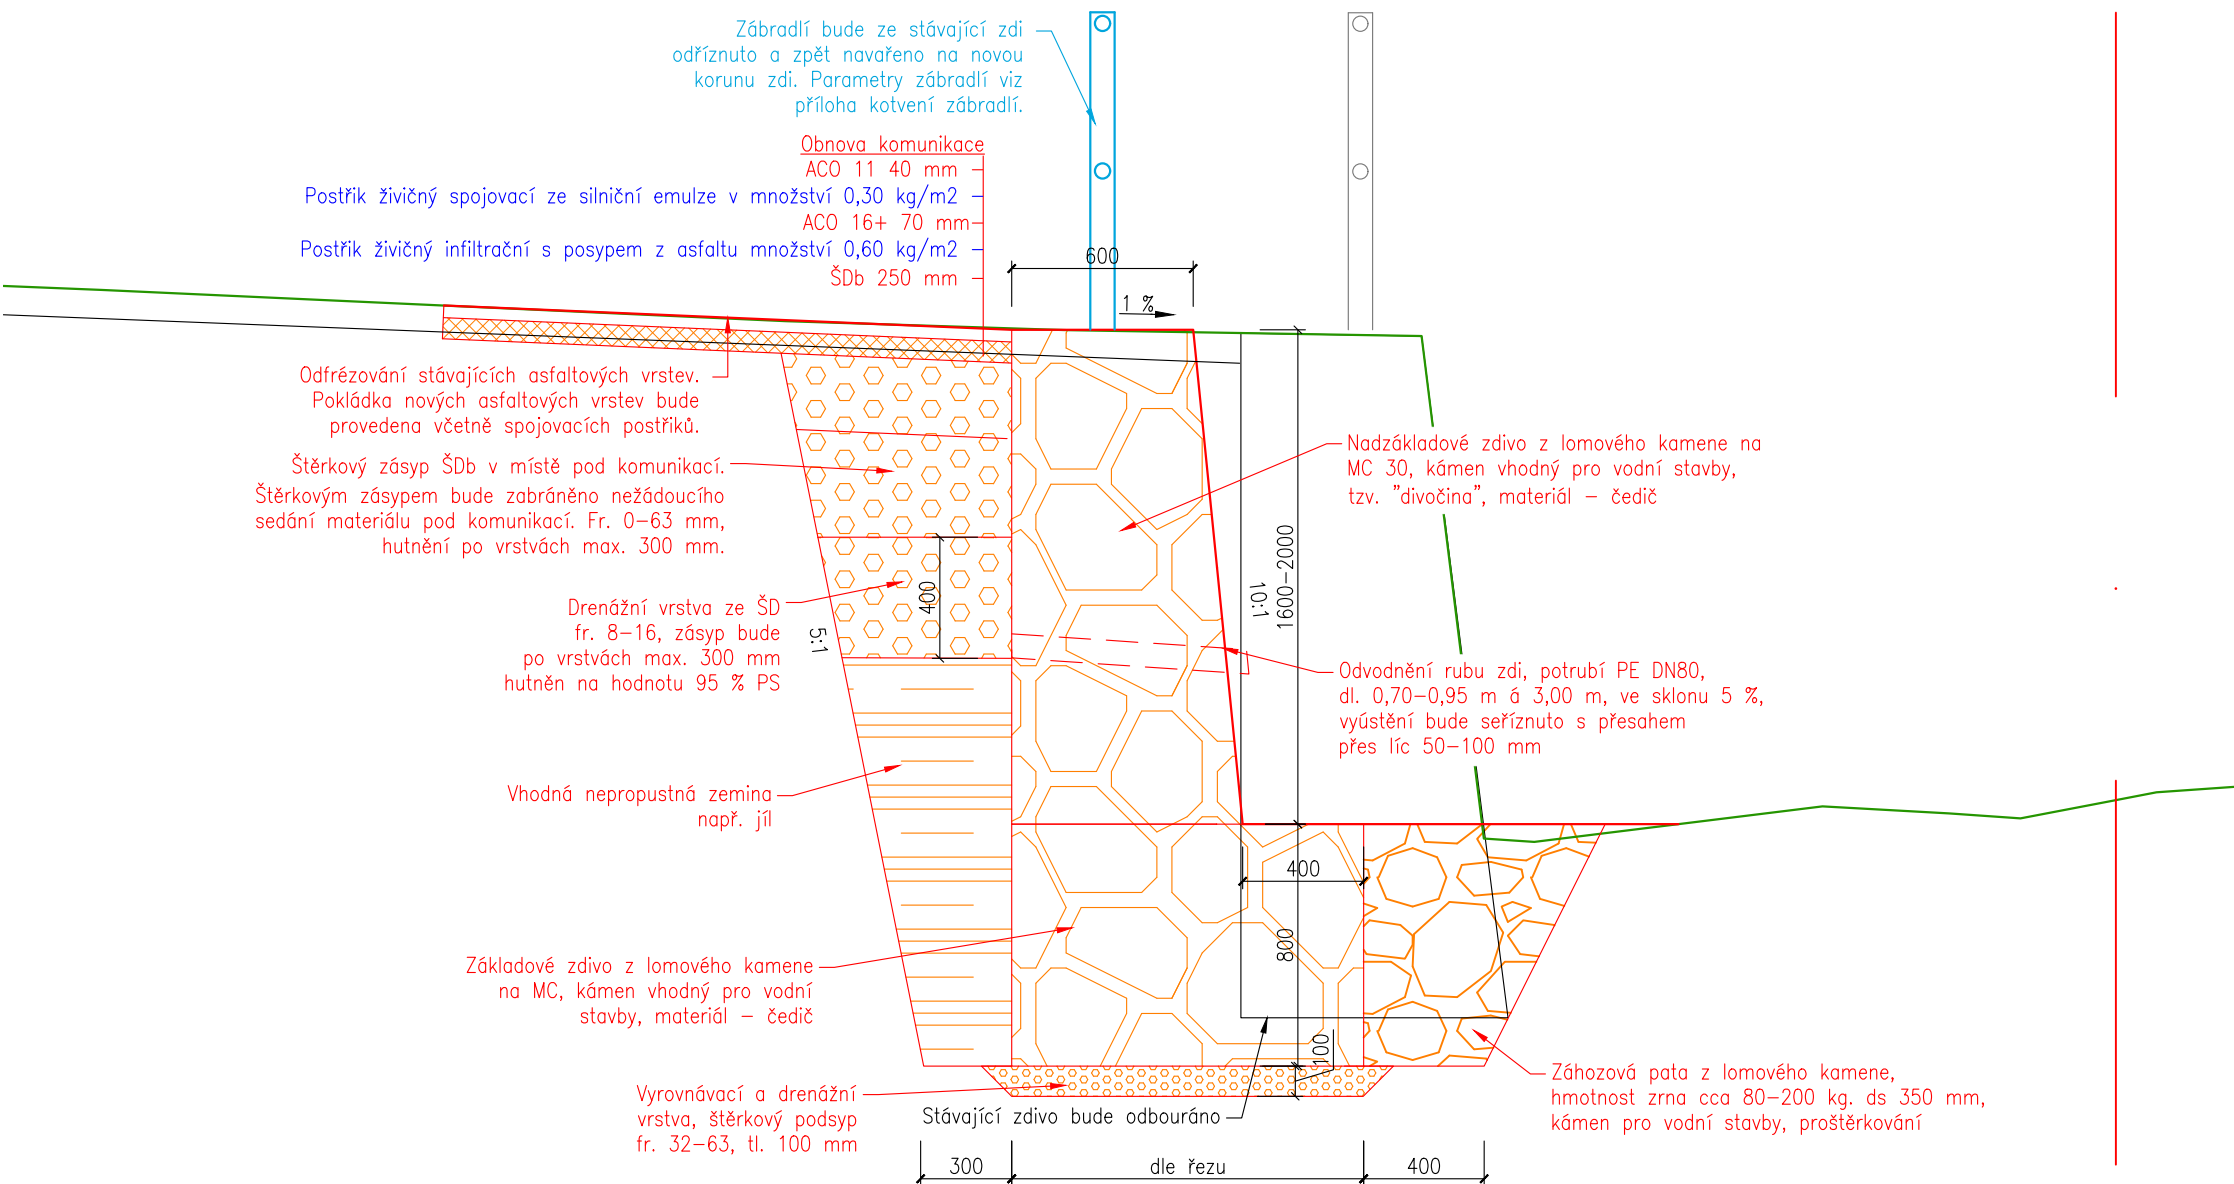 Zábradlí bude ze stávající zdi
odříznuto a zpět navařeno na novou
korunu zdi. Parametry zábradlí viz
příloha kotvení zábradlí.
Obnova komunikace
ACO 11 40 mm
Postřik živičný spojovací ze silniční emulze v množství 0,30 kg/m2
ACO 16+ 70 mm
Postřik živičný infiltrační s posypem z asfaltu množství 0,60 kg/m2
ŠDb 250 mm
600
1 %
Odfrézování stávajících asfaltových vrstev.
Pokládka nových asfaltových vrstev bude
provedena včetně spojovacích postřiků.
Štěrkový zásyp ŠDb v místě pod komunikací.
Štěrkovým zásypem bude zabráněno nežádoucího
sedání materiálu pod komunikací. Fr. 0-63 mm,
hutnění po vrstvách max. 300 mm.
Nadzákladové zdivo z lomového kamene na
MC 30, kámen vhodný pro vodní stavby,
tzv. "divočina", materiál – čedič
Drenážní vrstva ze ŠD
fr. 8-16, zásyp bude
po vrstvách max. 300 mm
hutněn na hodnotu 95 % PS
400
5:1
10:1
1600-2000
Odvodnění rubu zdi, potrubí PE DN80,
dl. 0,70-0,95 m á 3,00 m, ve sklonu 5 %,
vyústění bude seříznuto s přesahem
přes líc 50-100 mm
Vhodná nepropustná zemina
např. jíl
400
800
Základové zdivo z lomového kamene
na MC, kámen vhodný pro vodní
stavby, materiál – čedič
100
Vyrovnávací a drenážní
vrstva, štěrkový podsyp
fr. 32-63, tl. 100 mm
Stávající zdivo bude odbouráno
Záhozová pata z lomového kamene,
hmotnost zrna cca 80-200 kg. ds 350 mm,
kámen pro vodní stavby, proštěrkování
300
dle řezu
400